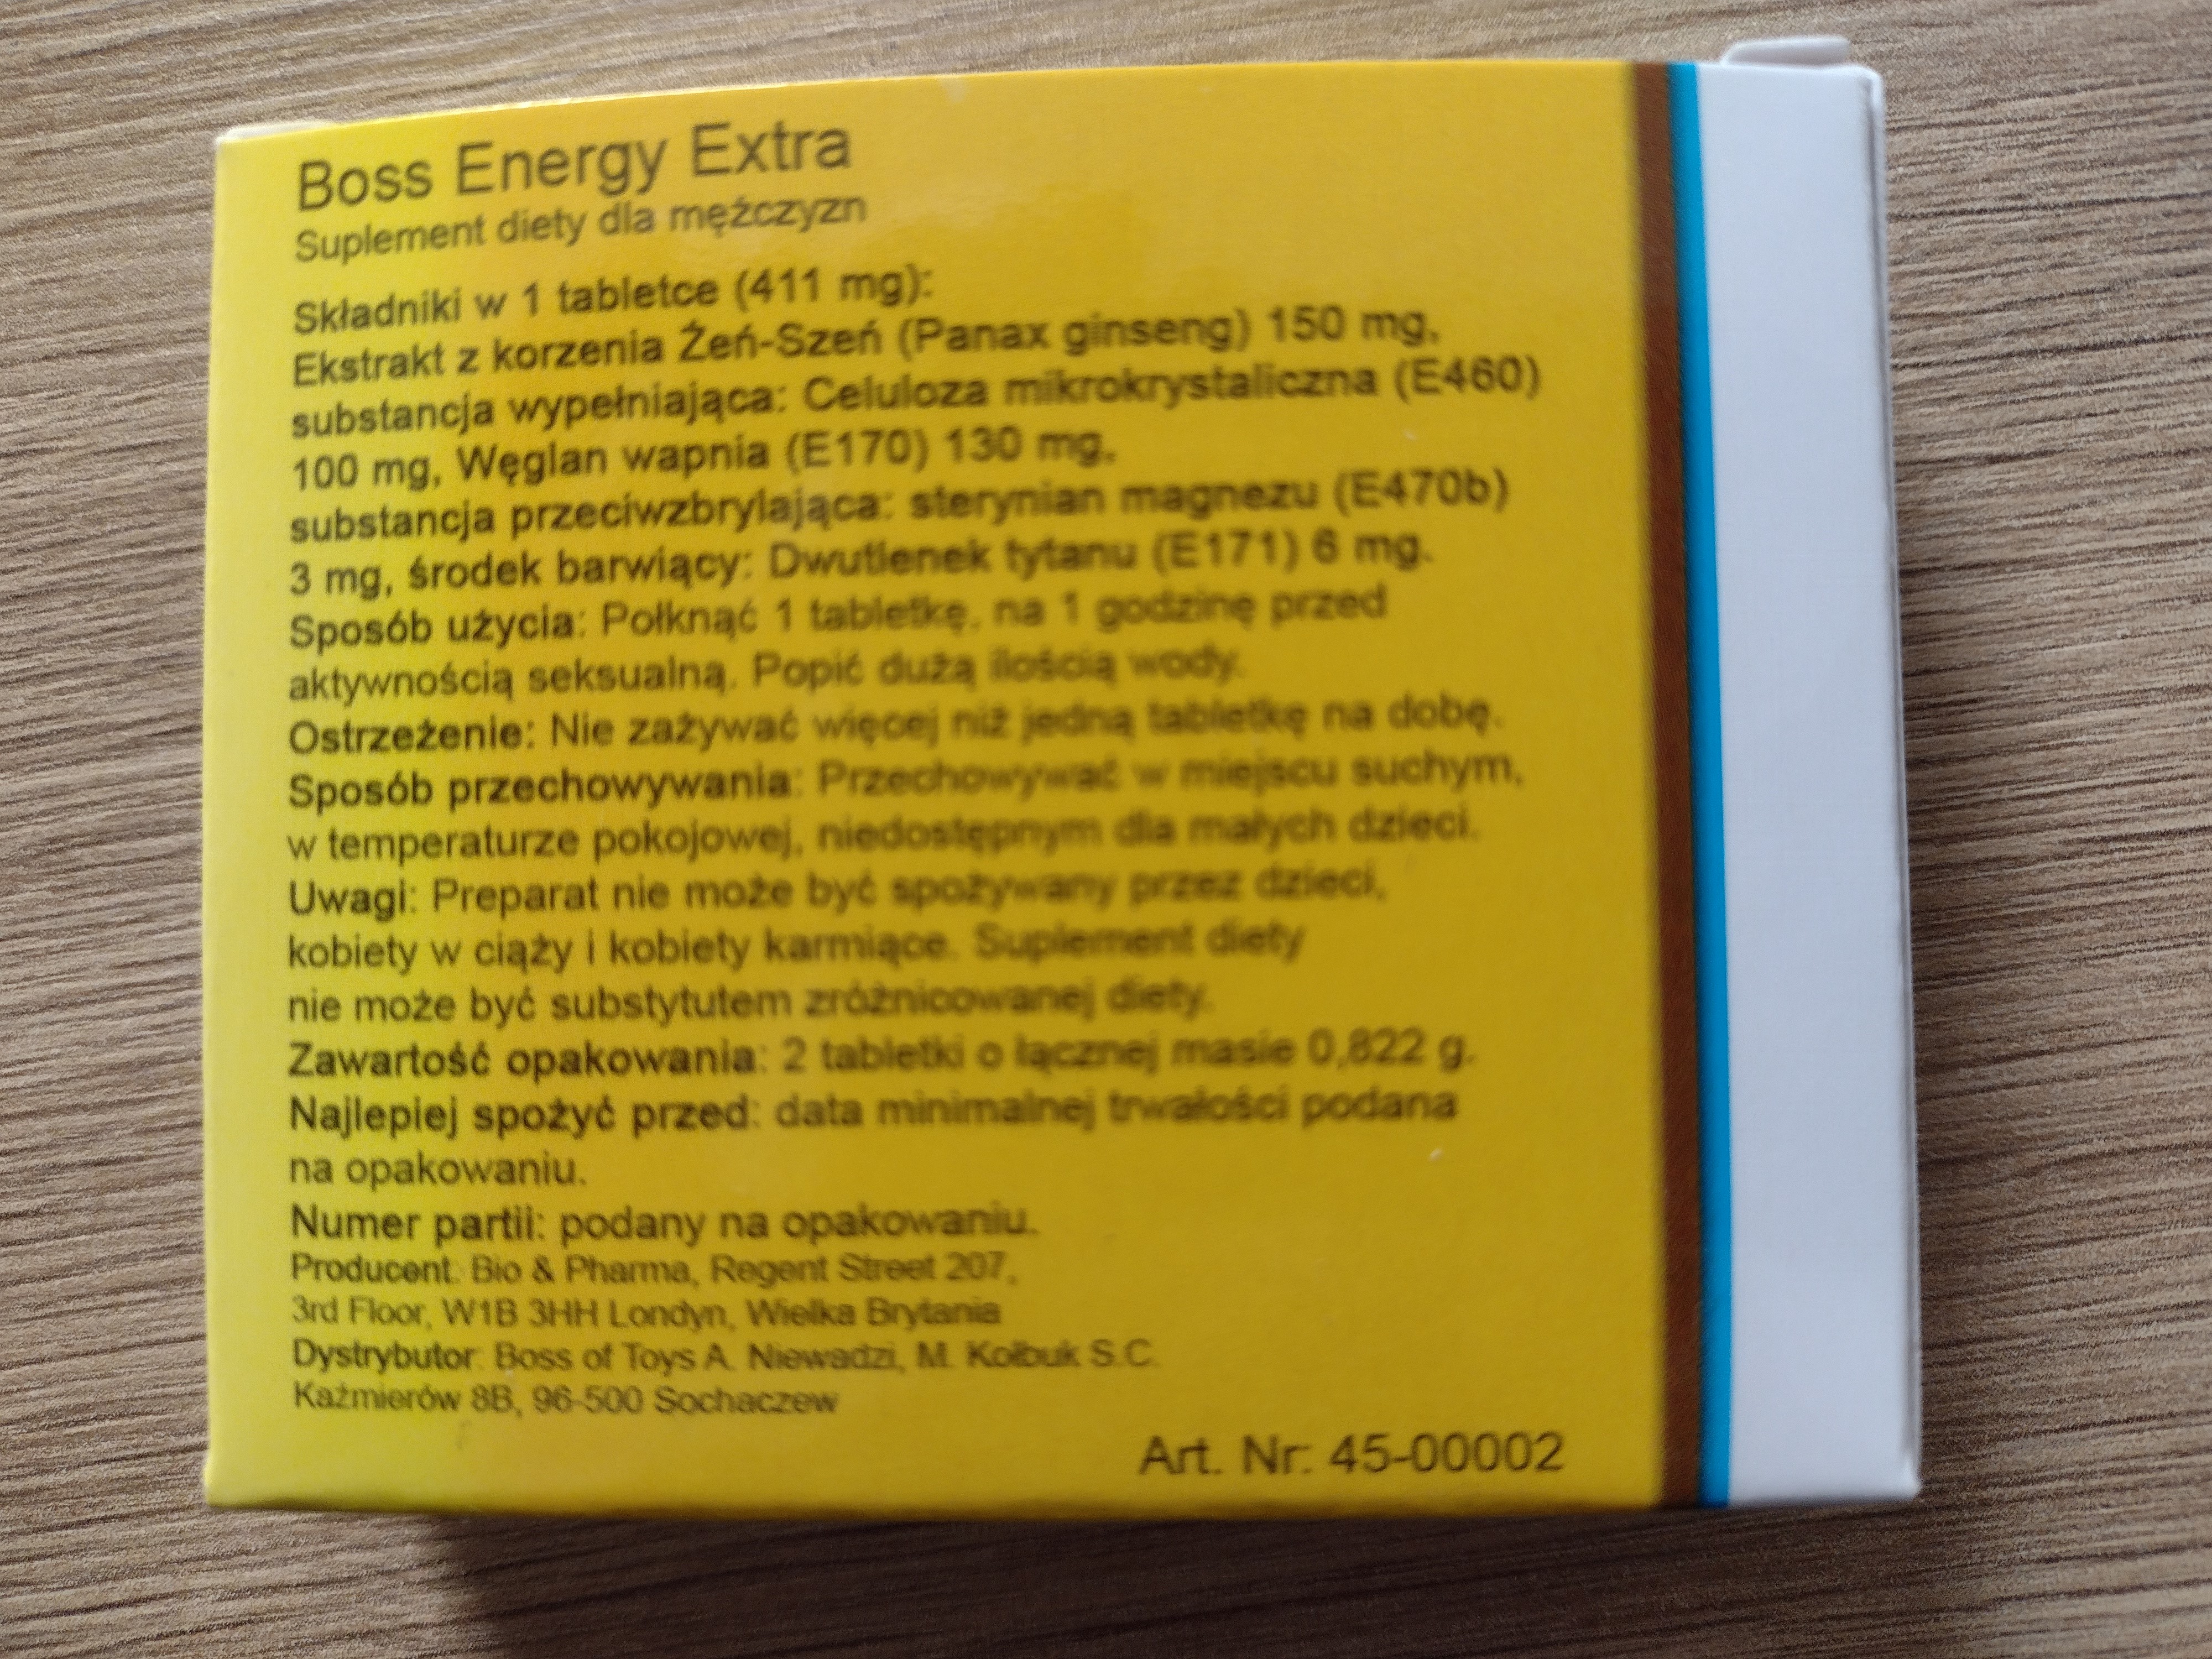 Boss Energy Extra
Suplement diety dla mężczyzn
Składniki w 1 tabletce (411 mg):
Ekstrakt z korzenia Żeń-Szeń (Panax ginseng) 150 mg,
substancja wypełniająca: Celuloza mikrokrystaliczna (E460)
100 mg, Węglan wapnia (E170) 130 mg,
substancja przeciwzbrylająca: sterynian magnezu (E470b)
3 mg, środek barwiący: Dwutlenek tytanu (E171) 6 mg.
Sposób użycia: Połknąć 1 tabletkę, na 1 godzinę przed
aktywnością seksualną. Popić dużą ilością wody.
Ostrzeżenie: Nie zażywać więcej niż jedną tabletkę na dobę.
Sposób przechowywania: Przechowywać w miejscu suchym,
w temperaturze pokojowej, niedostępnym dla małych dzieci.
Uwagi: Preparat nie może być spożywany przez dzieci,
kobiety w ciąży i kobiety karmiące. Suplement diety
nie może być substytutem zróżnicowanej diety.
Zawartość opakowania: 2 tabletki o łącznej masie 0,822 g.
Najlepiej spożyć przed: data minimalnej trwałości podana
na opakowaniu.
Numer partii: podany na opakowaniu.
Producent: Bio & Pharma, Regent Street 207,
3rd Floor, W1B 3HH Londyn, Wielka Brytania
Dystrybutor: Boss of Toys A. Niewadzi, M. Kołbuk S.C.
Kaźmierów 8B, 96-500 Sochaczew
Art. Nr: 45-00002